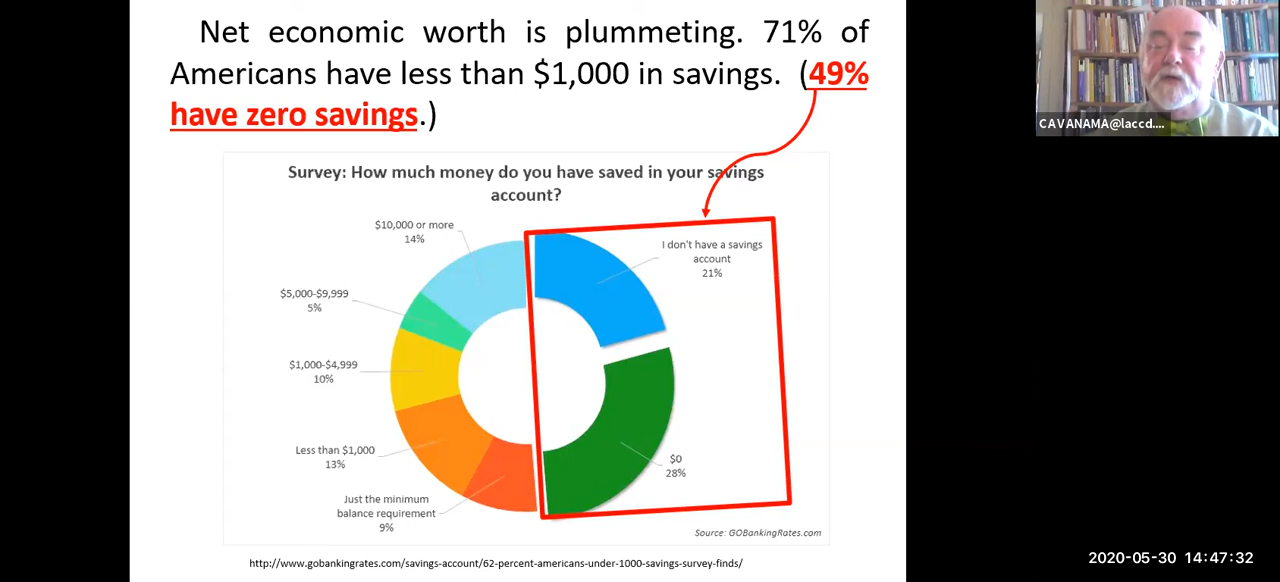 Net economic worth is plummeting. 71% of
Americans have less than $1,000 in savings. (49%
have zero savings.)
CAVANAMA@laccd....
Survey: How much money do you have saved in your savings
account?
$10,000 or more
14%
I don't have a savings
account
21%
$5,000-$9,999
5%
$1,000-$4,999
10%
Less than $1,000
13%
$0
28%
Just the minimum
balance requirement
9%
Source: GOBankingRates.com
http://www.gobankingrates.com/savings-account/62-percent-americans-under-1000-savings-survey-finds/
2020-05-30 14:47:32